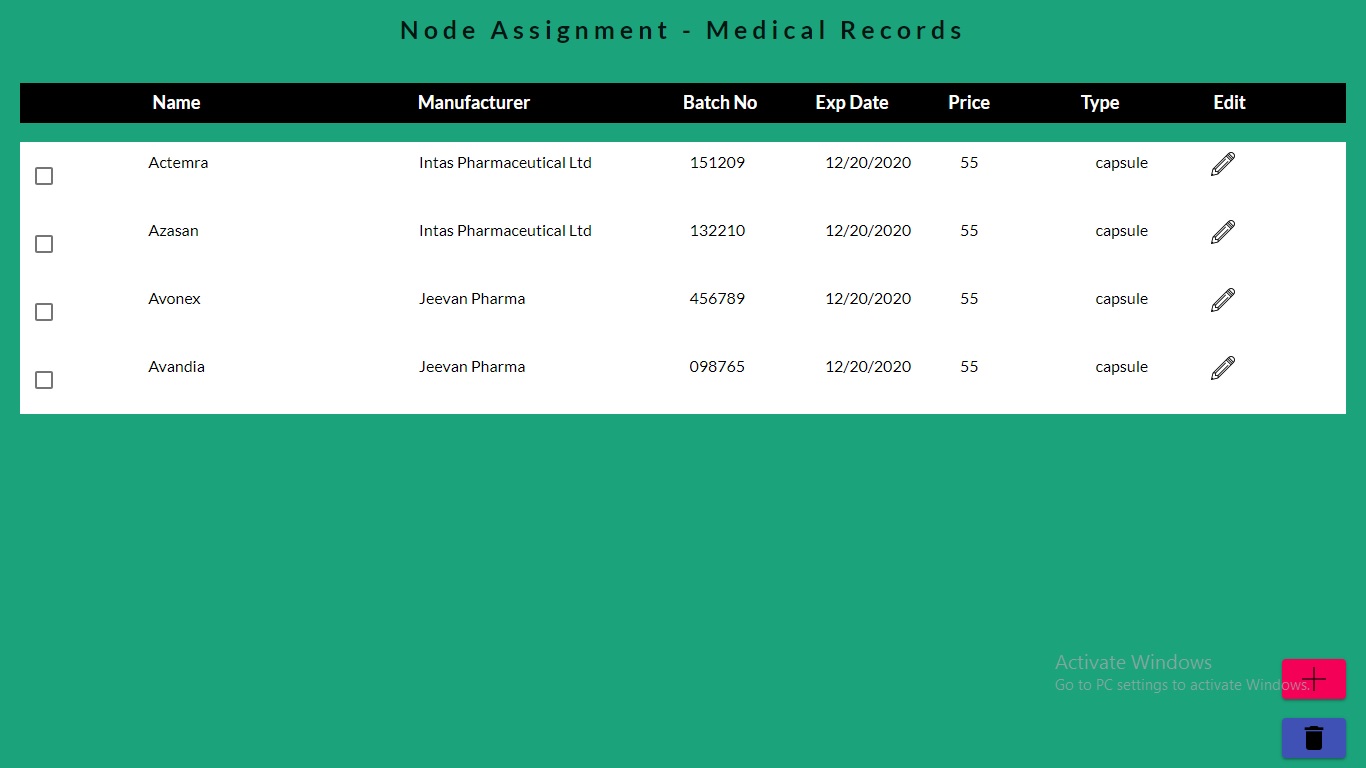 Node Assignment - Medical Records
Name Manufacturer Batch No Exp Date Price Type Edit
Actemra Intas Pharmaceutical Ltd 151209 12/20/2020 55 capsule
Azasan Intas Pharmaceutical Ltd 132210 12/20/2020 55 capsule
Avonex Jeevan Pharma 456789 12/20/2020 55 capsule
Avandia Jeevan Pharma 098765 12/20/2020 55 capsule
Activate Windows
Go to PC settings to activate Windows.